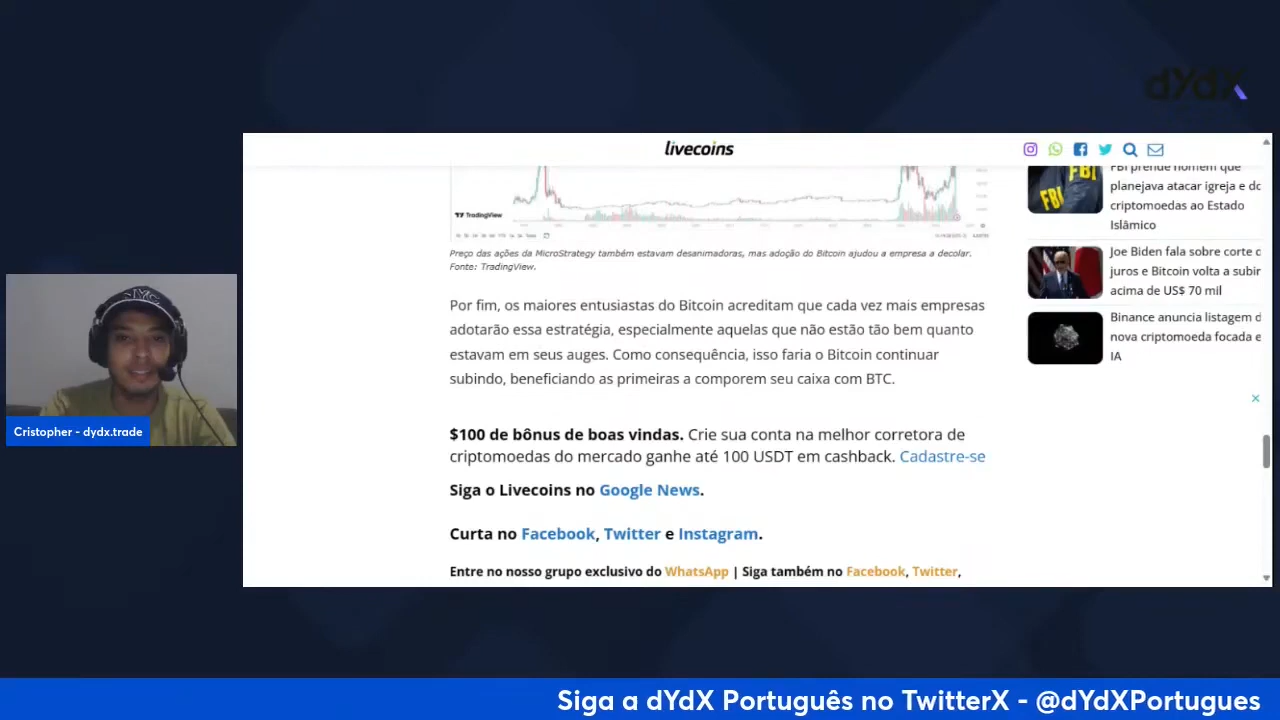 dYdX
livecoins
TradingView
Preço das ações da MicroStrategy também estavam desanimadoras, mas adoção do Bitcoin ajudou a empresa a decolar.
Fonte: TradingView.
Por fim, os maiores entusiastas do Bitcoin acreditam que cada vez mais empresas
adotarão essa estratégia, especialmente aquelas que não estão tão bem quanto
estavam em seus auges. Como consequência, isso faria o Bitcoin continuar
subindo, beneficiando as primeiras a comporem seu caixa com BTC.
$100 de bônus de boas vindas. Crie sua conta na melhor corretora de
criptomoedas do mercado ganhe até 100 USDT em cashback. Cadastre-se
Siga o Livecoins no Google News.
Curta no Facebook, Twitter e Instagram.
Entre no nosso grupo exclusivo do WhatsApp | Siga também no Facebook, Twitter,
FBI prende homem que
planejava atacar igreja e do
criptomoedas ao Estado
Islâmico
FBI
FBI
Joe Biden fala sobre corte d
juros e Bitcoin volta a subir
acima de US$ 70 mil
Binance anuncia listagem d
nova criptomoeda focada e
IA
dYdX
Cristopher - dydx.trade
Siga a dYdX Português no TwitterX - @dYdXPortugues